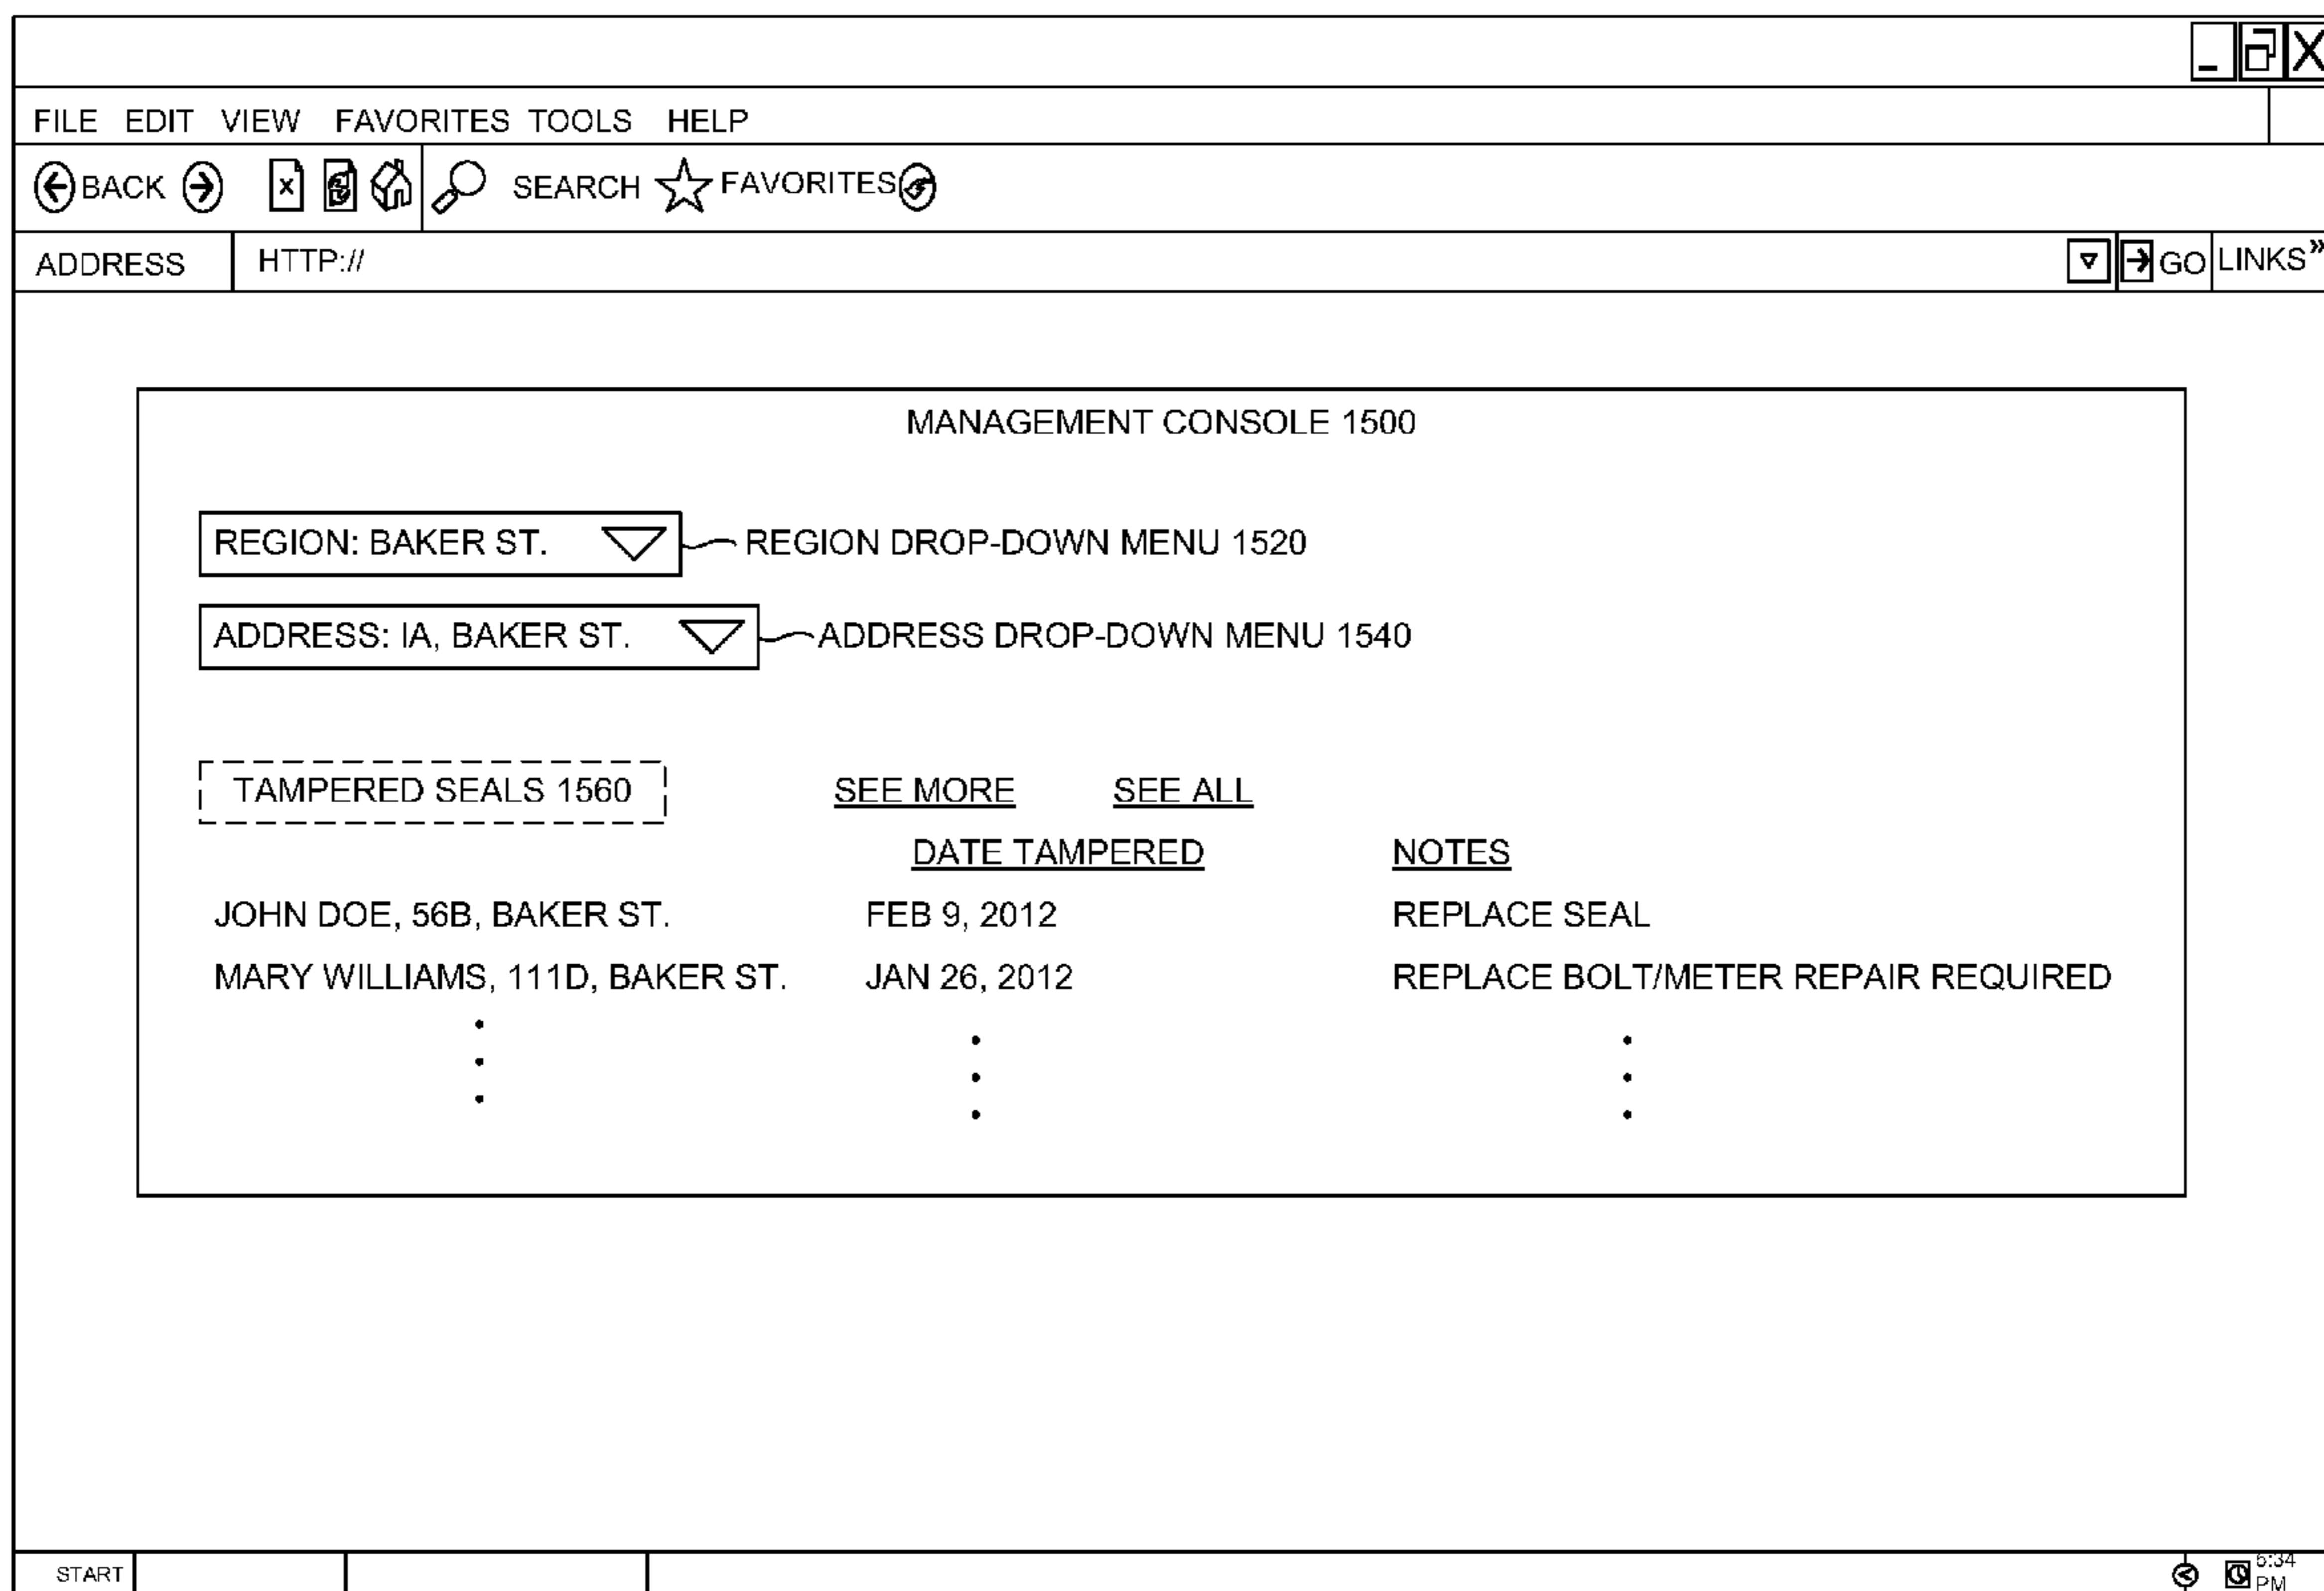 FILE EDIT VIEW FAVORITES TOOLS HELP
BACK SEARCH FAVORITES
ADDRESS HTTP:// GO LINKS»
MANAGEMENT CONSOLE 1500
REGION: BAKER ST. REGION DROP-DOWN MENU 1520
ADDRESS: IA, BAKER ST. ADDRESS DROP-DOWN MENU 1540
TAMPERED SEALS 1560 SEE MORE SEE ALL
DATE TAMPERED NOTES
JOHN DOE, 56B, BAKER ST. FEB 9, 2012 REPLACE SEAL
MARY WILLIAMS, 111D, BAKER ST. JAN 26, 2012 REPLACE BOLT/METER REPAIR REQUIRED
START
PM